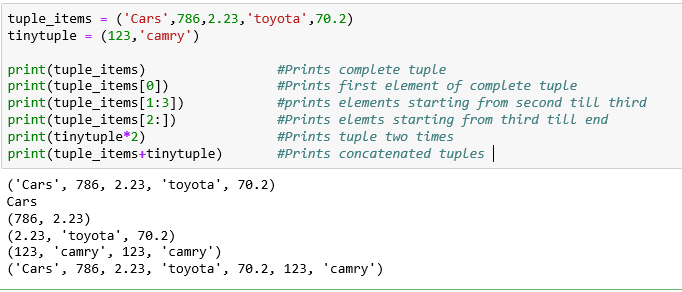 tuple_items = ('Cars',786,2.23,'toyota',70.2)
tinytuple = (123,'camry')
print(tuple_items) #Prints complete tuple
print(tuple_items[0]) #Prints first element of complete tuple
print(tuple_items[1:3]) #prints elements starting from second till third
print(tuple_items[2:]) #Prints elemts starting from third till end
print(tinytuple*2) #Prints tuple two times
print(tuple_items+tinytuple) #Prints concatenated tuples
('Cars', 786, 2.23, 'toyota', 70.2)
Cars
(786, 2.23)
(2.23, 'toyota', 70.2)
(123, 'camry', 123, 'camry')
('Cars', 786, 2.23, 'toyota', 70.2, 123, 'camry')